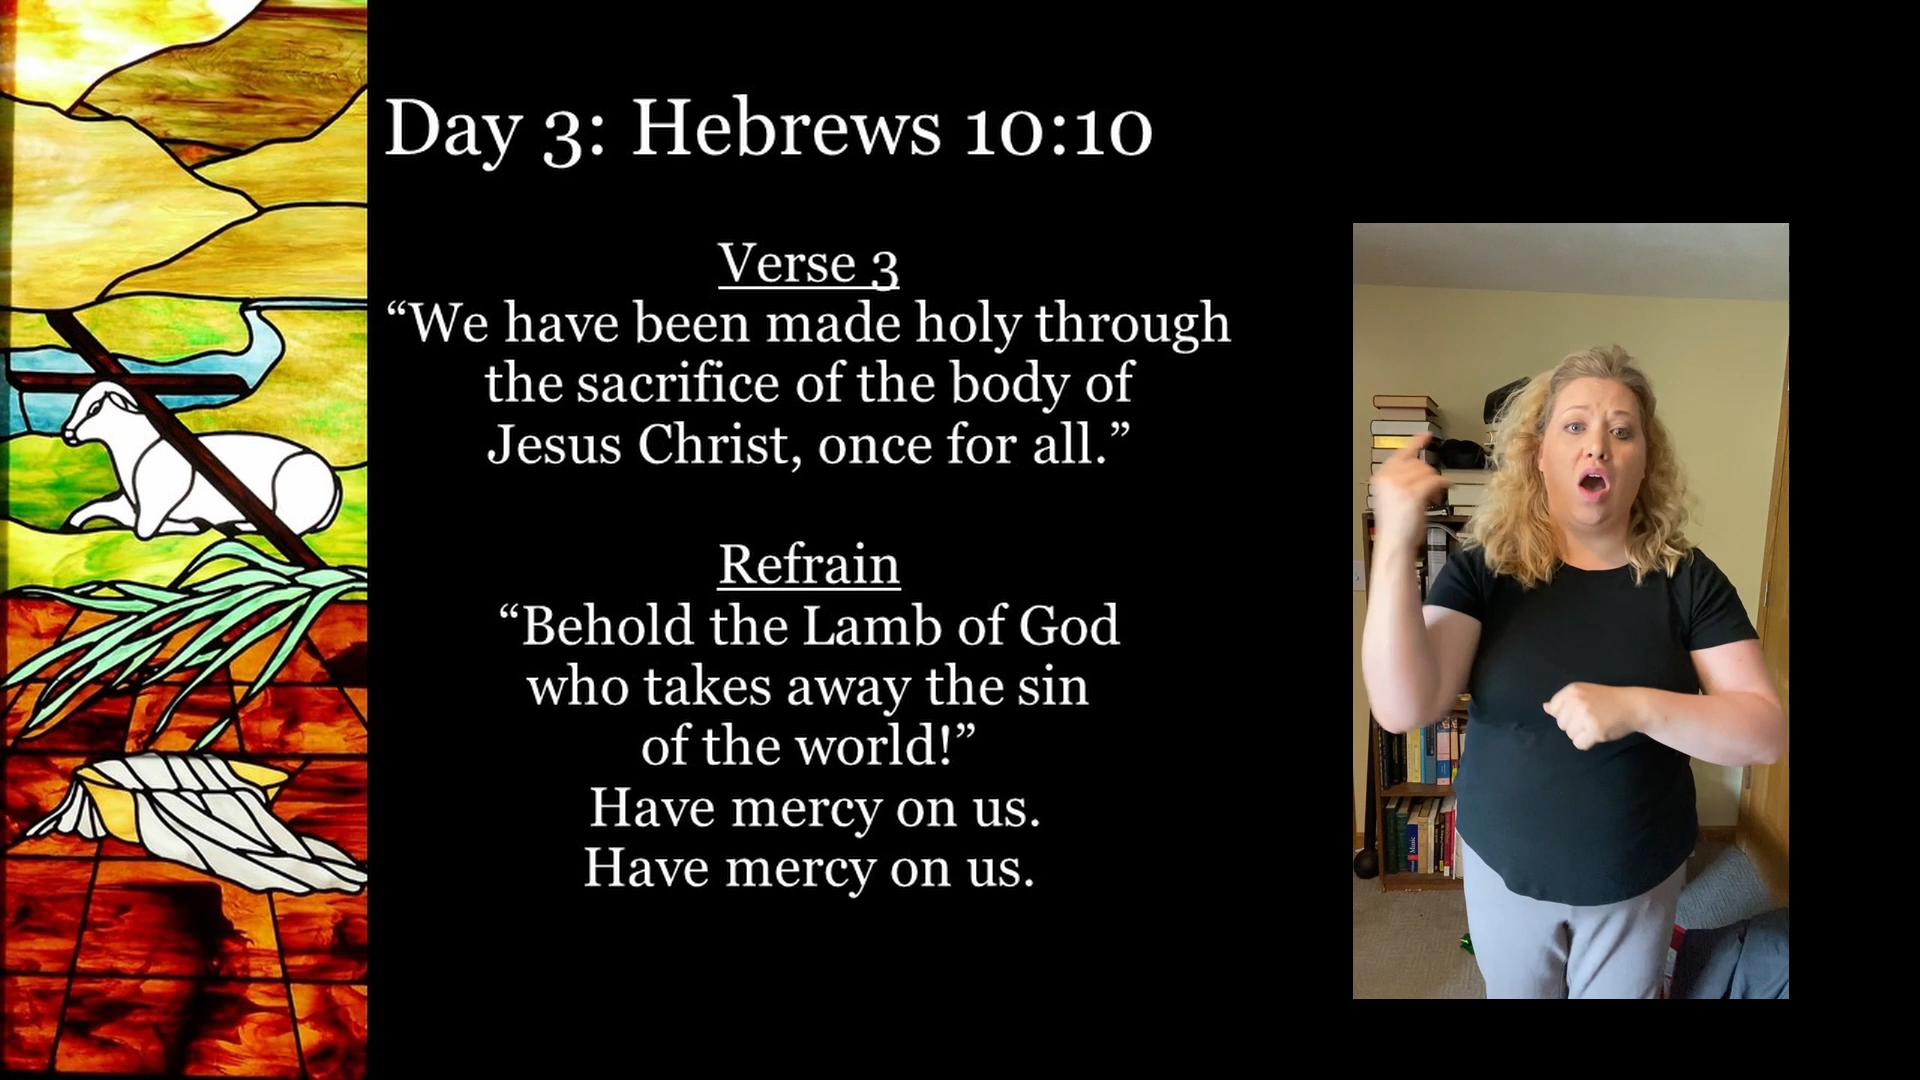 Day 3: Hebrews 10:10
Verse 3
“We have been made holy through
the sacrifice of the body of
Jesus Christ, once for all.”
Refrain
“Behold the Lamb of God
who takes away the sin
of the world!”
Have mercy on us.
Have mercy on us.
Music